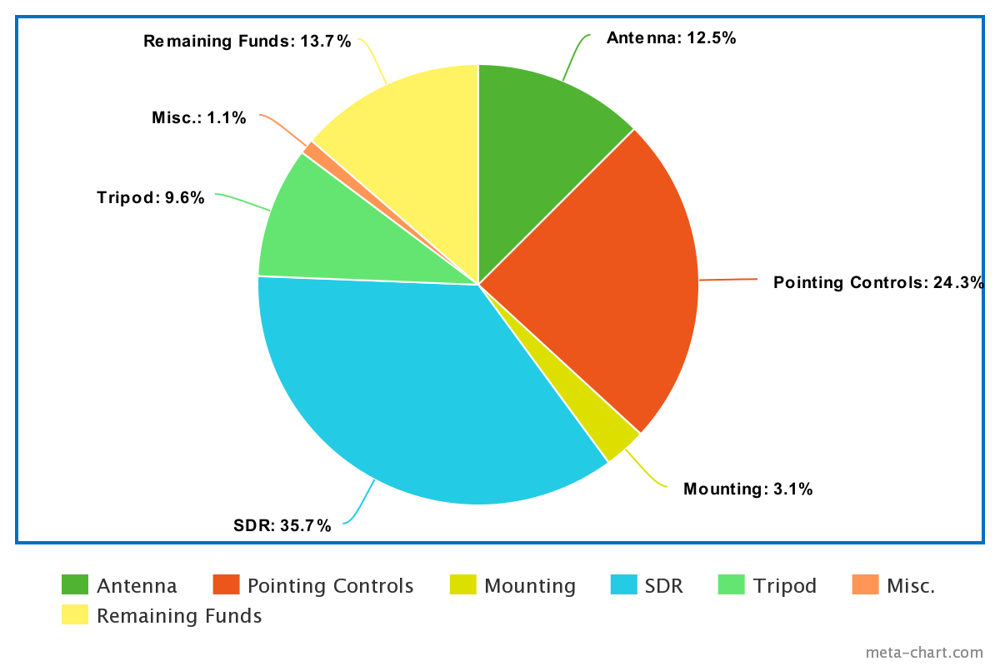 Remaining Funds: 13.7%
Antenna: 12.5%
Misc.: 1.1%
Tripod: 9.6%
Pointing Controls: 24.3%
Mounting: 3.1%
SDR: 35.7%
Antenna
Pointing Controls
Mounting
SDR
Tripod
Misc.
Remaining Funds
meta-chart.com